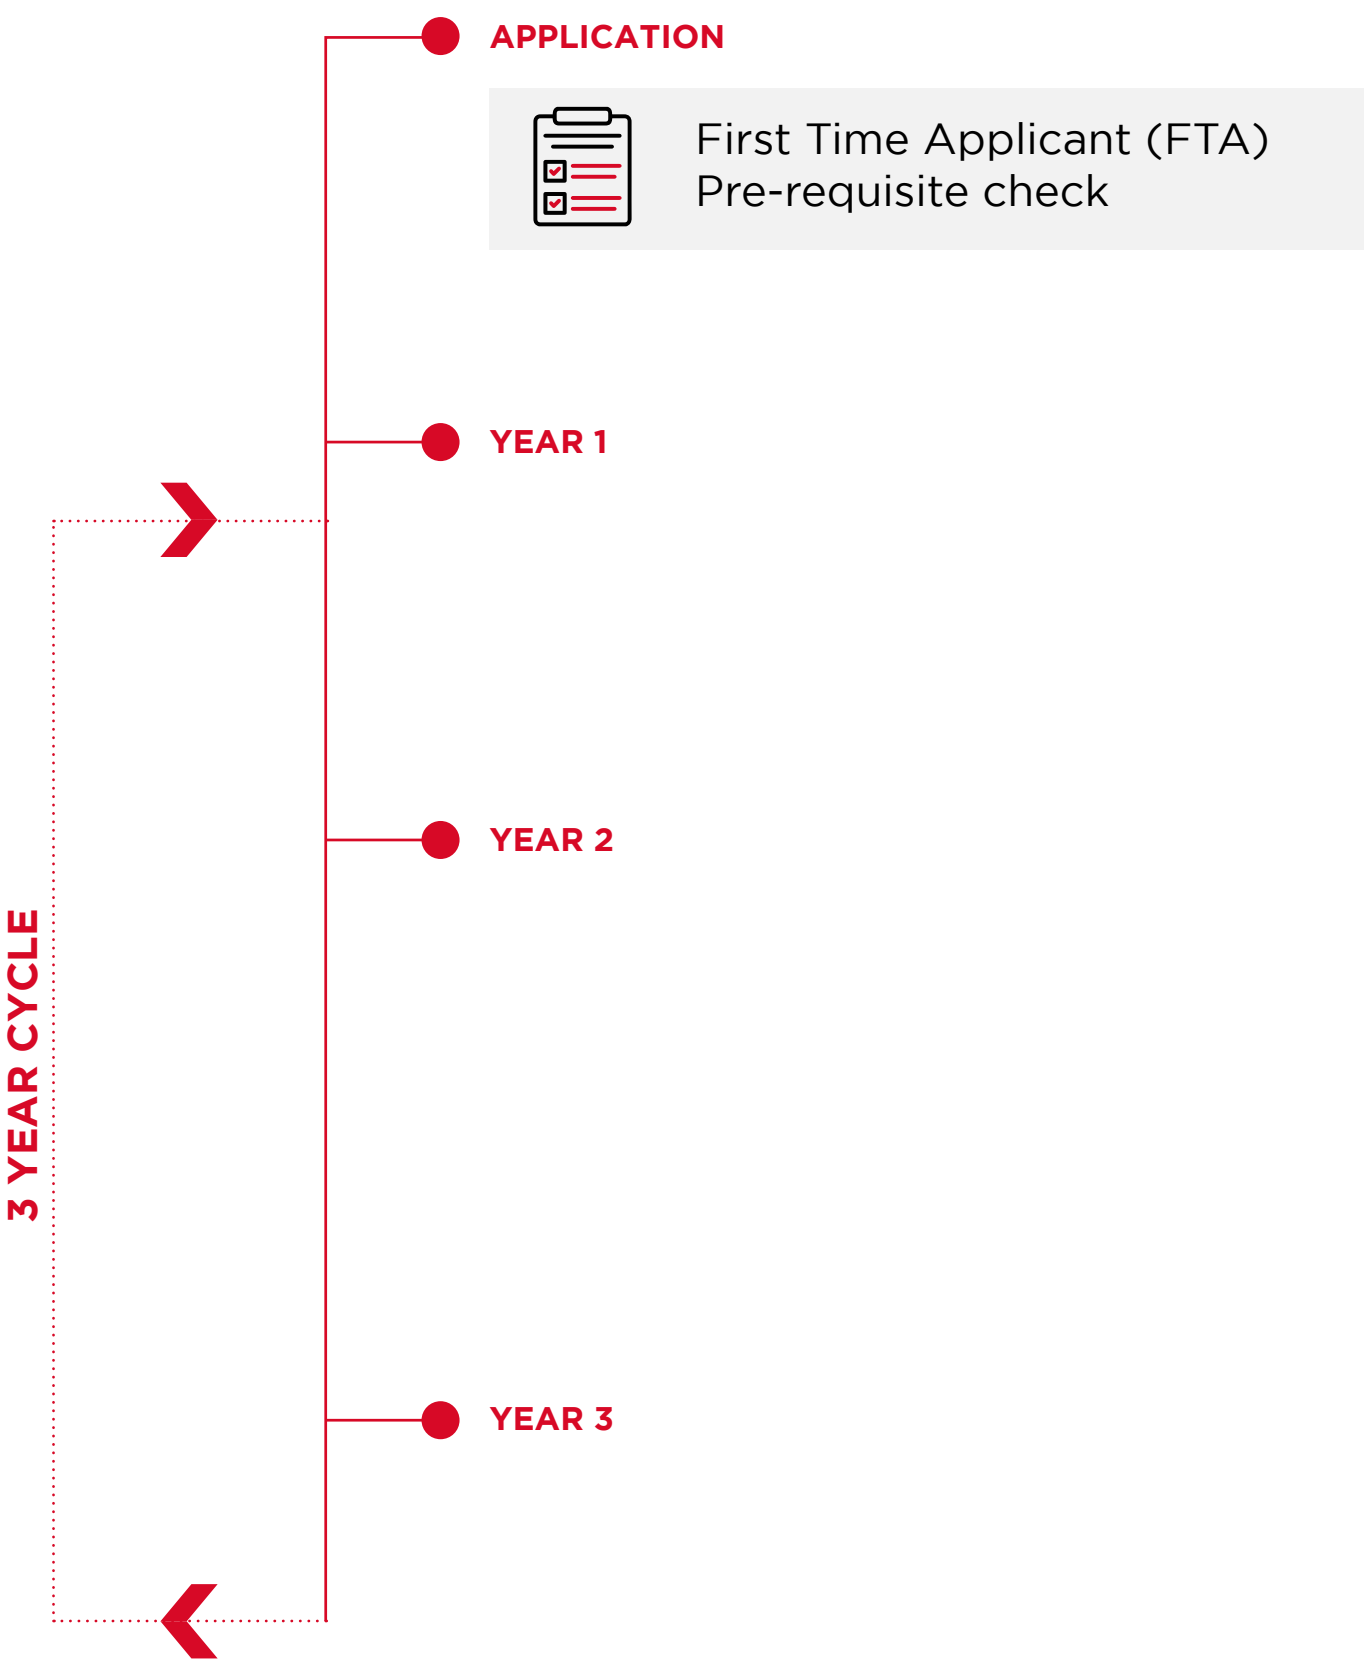 APPLICATION
First Time Applicant (FTA)
Pre-requisite check
YEAR 1
YEAR 2
3 YEAR CYCLE
YEAR 3